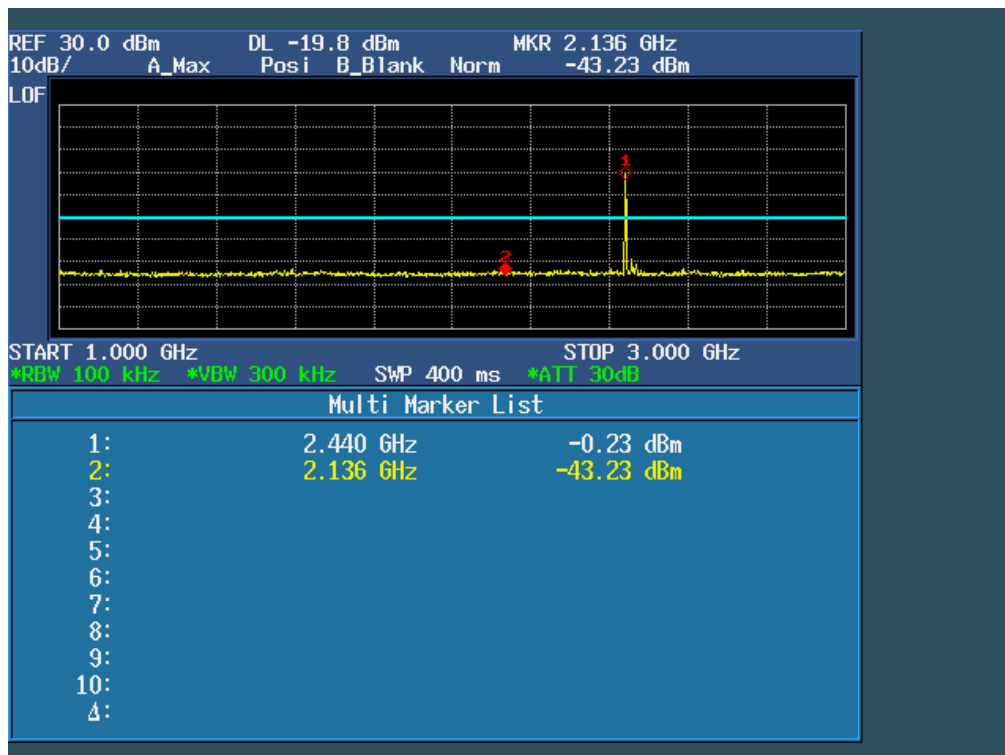 REF 30.0 dBm DL -19.8 dBm MKR 2.136 GHz
10dB/ A_Max Posi B_Blank Norm -43.23 dBm
LOF
1
2
START 1.000 GHz STOP 3.000 GHz
*RBW 100 kHz *VBW 300 kHz SWP 400 ms *ATT 30dB
Multi Marker List
1: 2.440 GHz -0.23 dBm
2: 2.136 GHz -43.23 dBm
3:
4:
5:
6:
7:
8:
9:
10:
Δ: